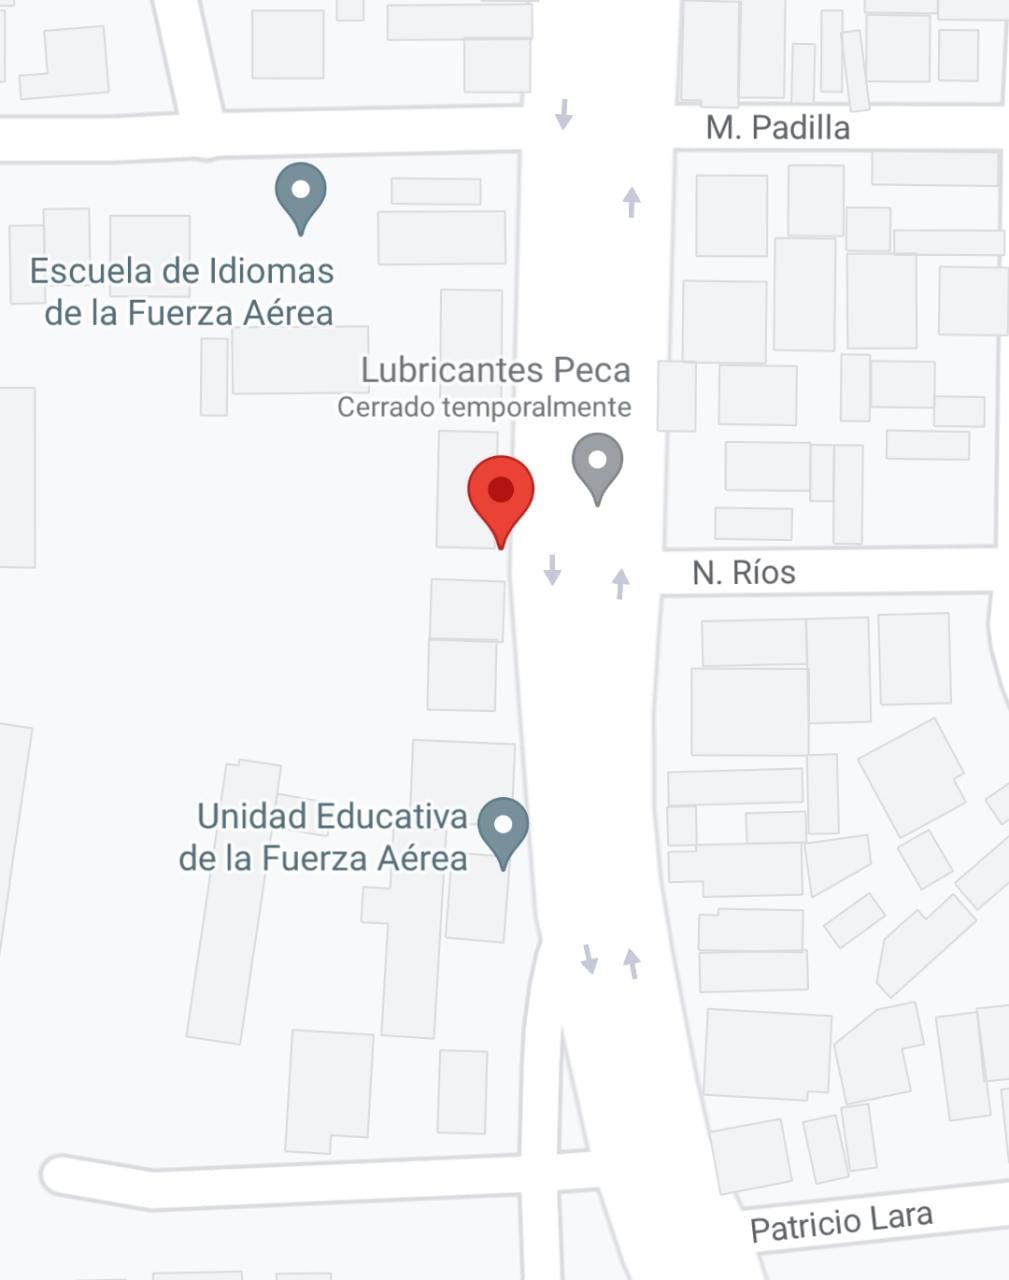 M. Padilla
Escuela de Idiomas
de la Fuerza Aérea
Lubricantes Peca
Cerrado temporalmente
N. Ríos
Unidad Educativa
de la Fuerza Aérea
Patricio Lara